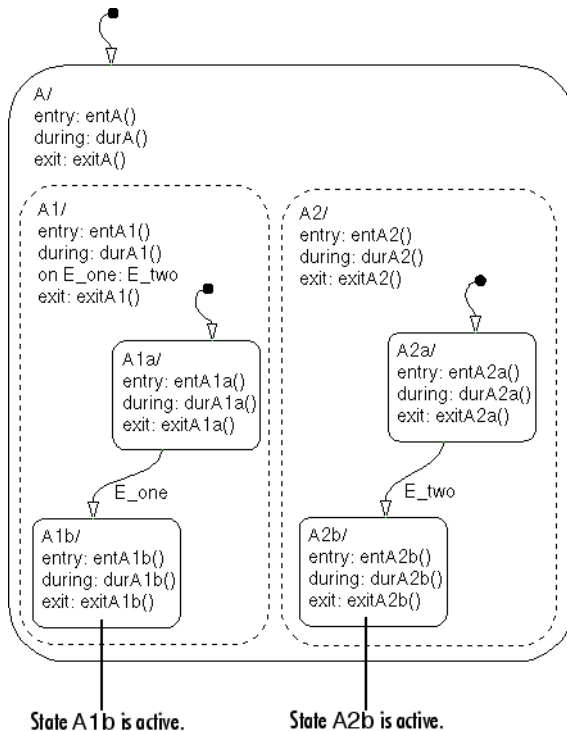 A/
entry: entA()
during: durA()
exit: exitA()
A1/
entry: entA1()
during: durA1()
on E_one: E_two
exit: exitA1()
A2/
entry: entA2()
during: durA2()
exit: exitA2()
A1a/
entry: entA1a()
during: durA1a()
exit: exitA1a()
A2a/
entry: entA2a()
during: durA2a()
exit: exitA2a()
E_one
E_two
A1b/
entry: entA1b()
during: durA1b()
exit: exitA1b()
A2b/
entry: entA2b()
during: durA2b()
exit: exitA2b()
State A1b is active.
State A2b is active.